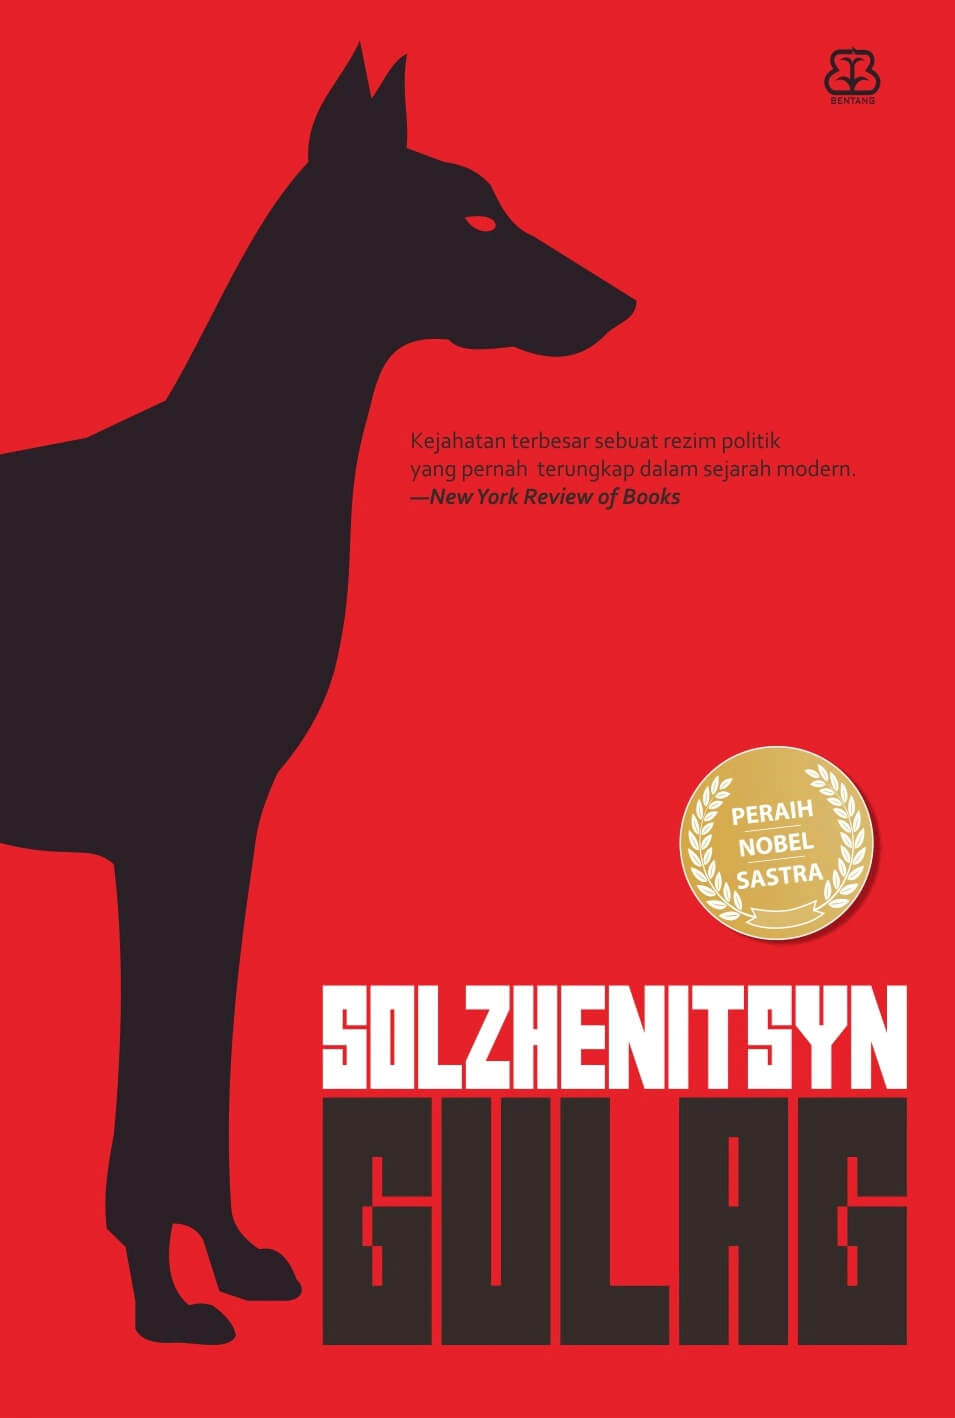 BENTANG
Kejahatan terbesar sebuat rezim politik
yang pernah terungkap dalam sejarah modern.
—New York Review of Books
PERAIH
NOBEL
SASTRA
SOLZHENITSYN
GULAG